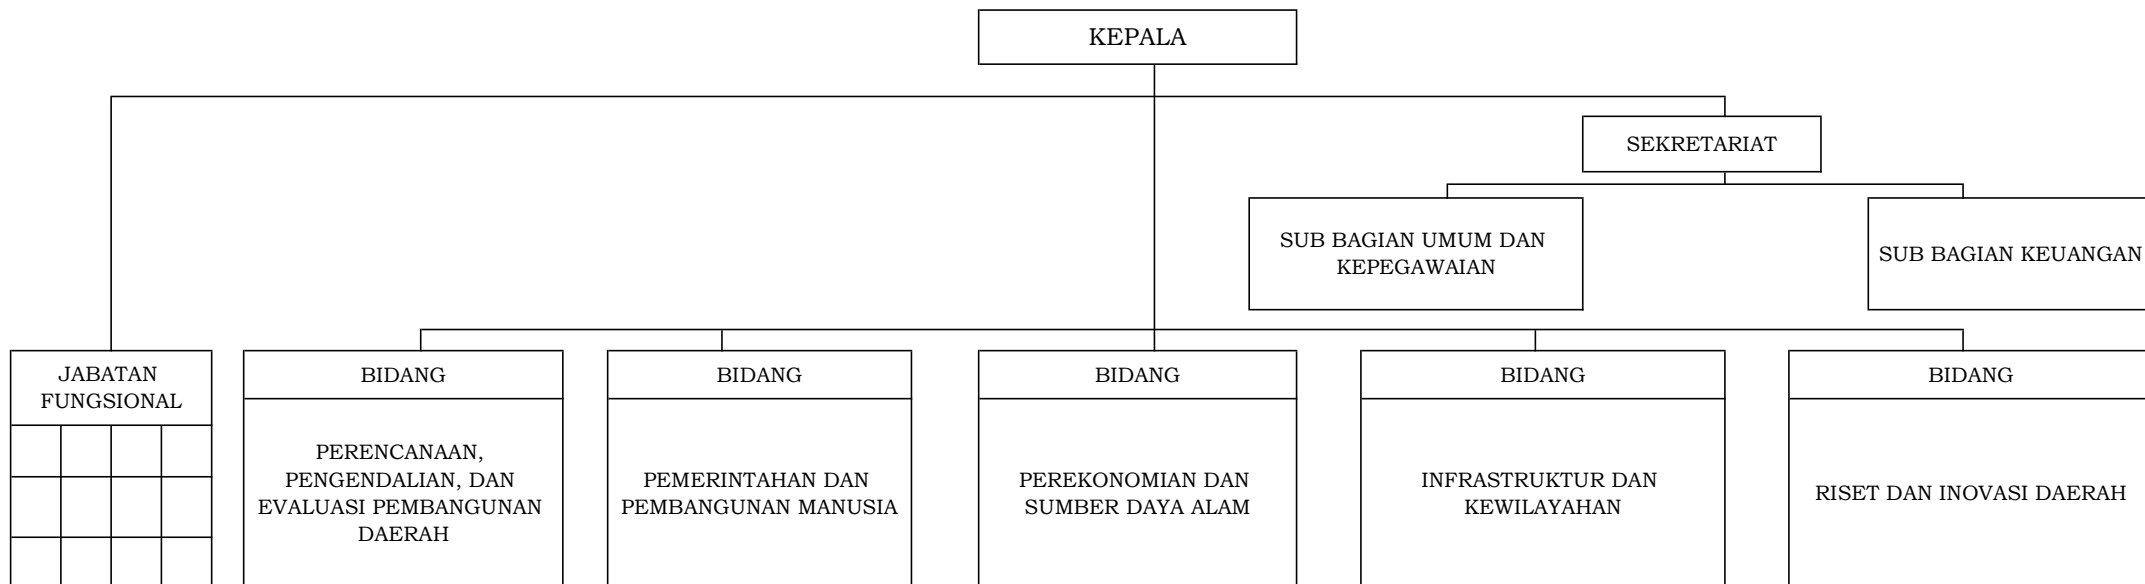 KEPALA
SEKRETARIAT
SUB BAGIAN UMUM DAN
KEPEGAWAIAN
SUB BAGIAN KEUANGAN
JABATAN
FUNGSIONAL
BIDANG
PERENCANAAN,
PENGENDALIAN, DAN
EVALUASI PEMBANGUNAN
DAERAH
BIDANG
PEMERINTAHAN DAN
PEMBANGUNAN MANUSIA
BIDANG
PEREKONOMIAN DAN
SUMBER DAYA ALAM
BIDANG
INFRASTRUKTUR DAN
KEWILAYAHAN
BIDANG
RISET DAN INOVASI DAERAH